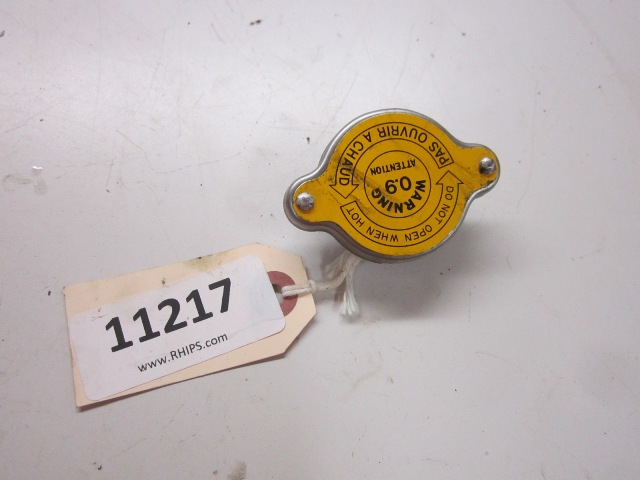 PAS OUVRIR A CHAUD
ATTENTION
0.9
WARNING
DO NOT OPEN WHEN HOT
11217
www.RHIPS.com